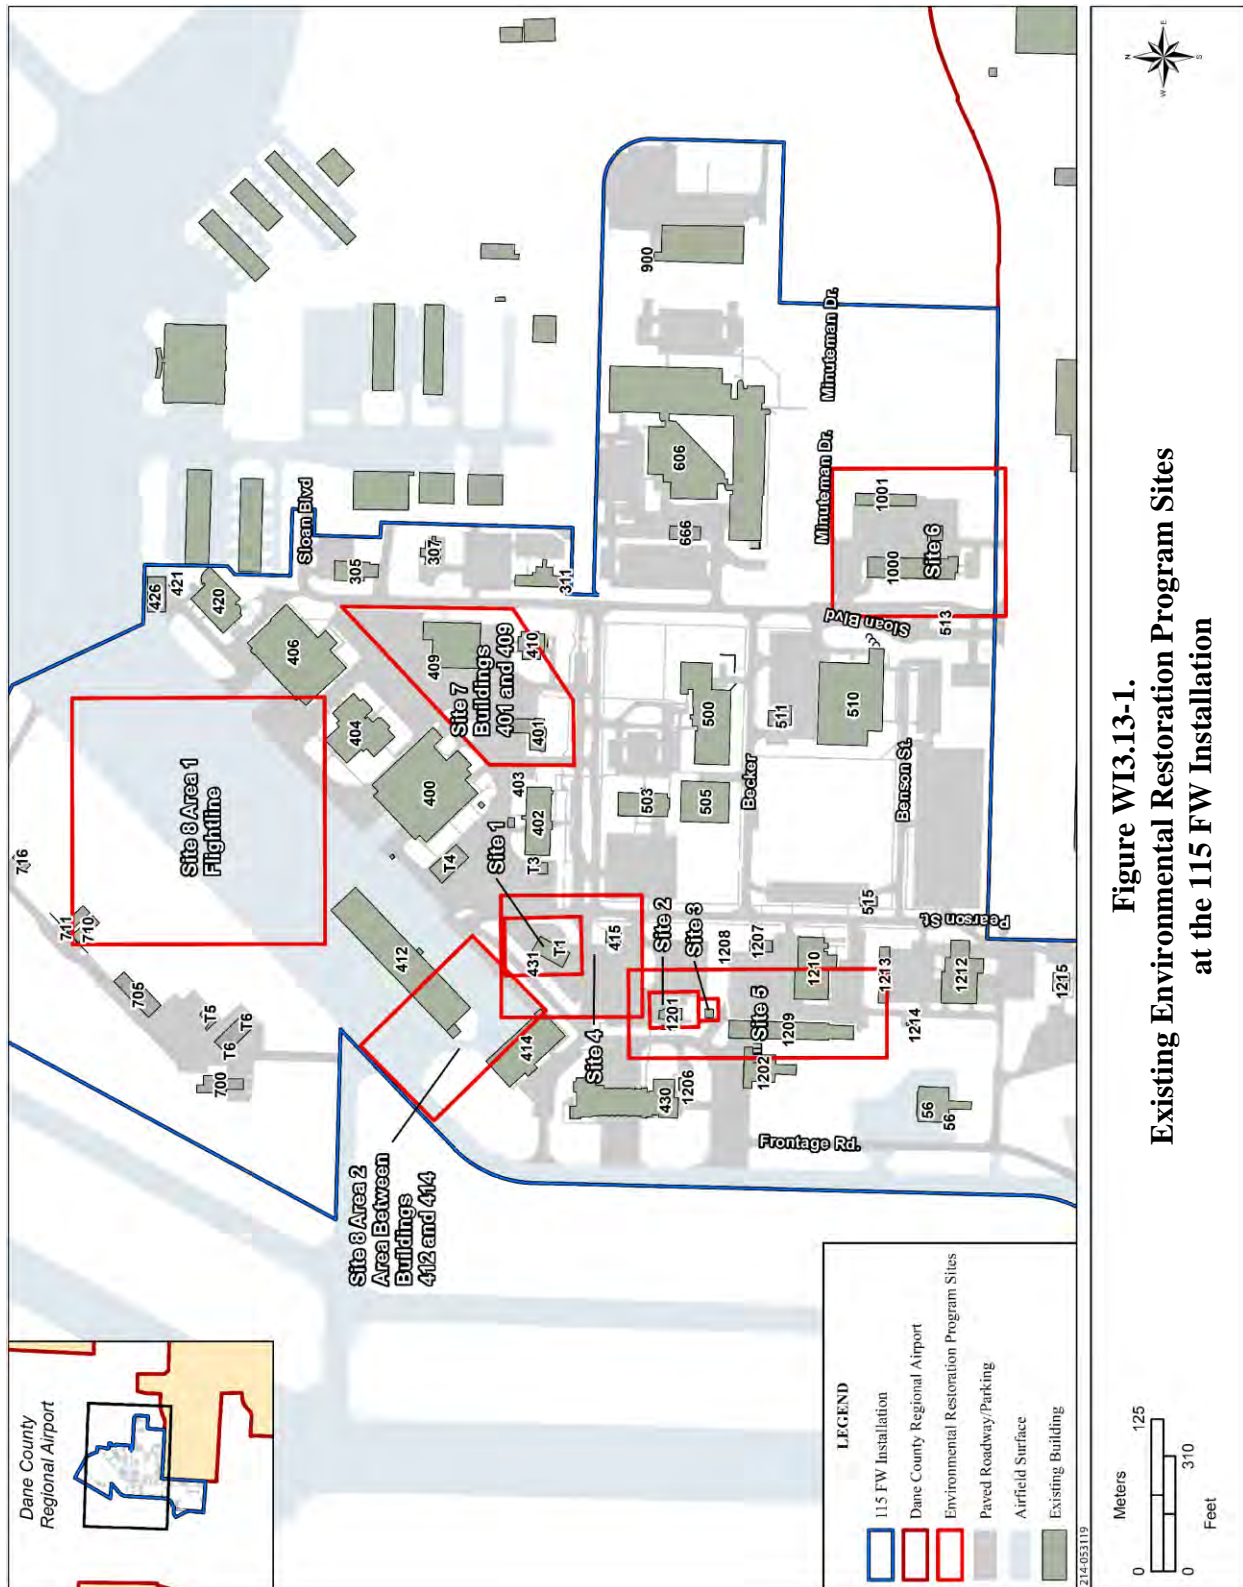 Dane County
Regional Airport
716
711
710
705
T5
T6
T6
700
Site 8 Area 1
Flightline
426
421
420
406
404
400
Sloan Blvd
305
307
311
409
Site 7
Buildings
401 and 409
410
401
403
402
T4
T3
Site 1
412
Site 8 Area 2
Area Between
Buildings
412 and 414
414
431
T1
415
Site 4
Site 2
Site 3
1201
Site 5
1208
1207
1210
1209
1202
1206
430
1213
1214
1212
1215
56
56
Frontage Rd.
Pearson St.
515
503
505
500
Becker
511
510
Benson St.
Sloan Blvd
513
900
606
666
Minuteman Dr.
Minuteman Dr.
1001
1000
Site 6
LEGEND
115 FW Installation
Dane County Regional Airport
Environmental Restoration Program Sites
Paved Roadway/Parking
Airfield Surface
Existing Building
214-053119
Meters
0 125
0 310
Feet
N
E
S
W
Figure WI3.13-1.
Existing Environmental Restoration Program Sites
at the 115 FW Installation